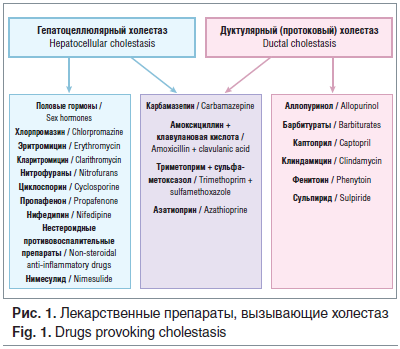 Гепатоцеллюлярный холестаз
Hepatocellular cholestasis
Дуктулярный (протоковый) холестаз
Ductal cholestasis
Половые гормоны /
Sex hormones
Хлорпромазин / Chlorpromazine
Эритромицин / Erythromycin
Кларитромицин / Clarithromycin
Нитрофураны / Nitrofurans
Циклоспорин / Cyclosporine
Пропафенон / Propafenone
Нифедипин / Nifedipine
Нестероидные
противовоспалительные
препараты / Non-steroidal
anti-inflammatory drugs
Нимесулид / Nimesulide
Карбамазепин / Carbamazepine
Амоксициллин +
клавулановая кислота /
Amoxicillin + clavulanic acid
Триметоприм + сульфа-
метоксазол / Trimethoprim +
sulfamethoxazole
Азатиоприн / Azathioprine
Аллопуринол / Allopurinol
Барбитураты / Barbiturates
Каптоприл / Captopril
Клиндамицин / Clindamycin
Фенитоин / Phenytoin
Сульпирид / Sulpiride
Рис. 1. Лекарственные препараты, вызывающие холестаз
Fig. 1. Drugs provoking cholestasis